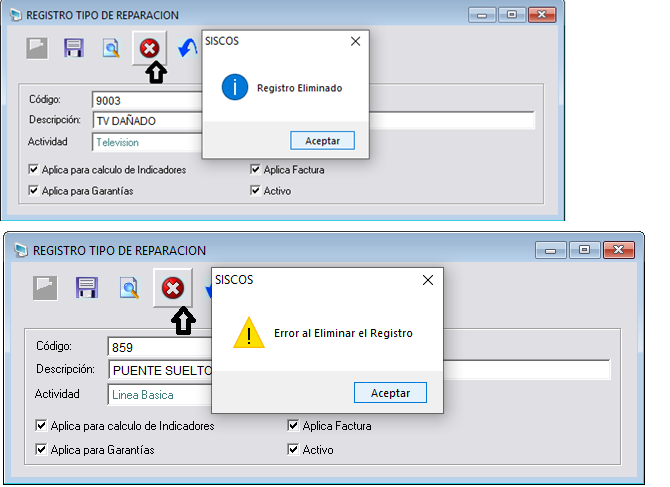 REGISTRO TIPO DE REPARACION
SISCOS
Registro Eliminado
Aceptar
Código: 9003
Descripción: TV DAÑADO
Actividad Television
Aplica para calculo de Indicadores Aplica Factura
Aplica para Garantías Activo
REGISTRO TIPO DE REPARACION
SISCOS
Error al Eliminar el Registro
Aceptar
Código: 859
Descripción: PUENTE SUELTO
Actividad Linea Basica
Aplica para calculo de Indicadores Aplica Factura
Aplica para Garantías Activo